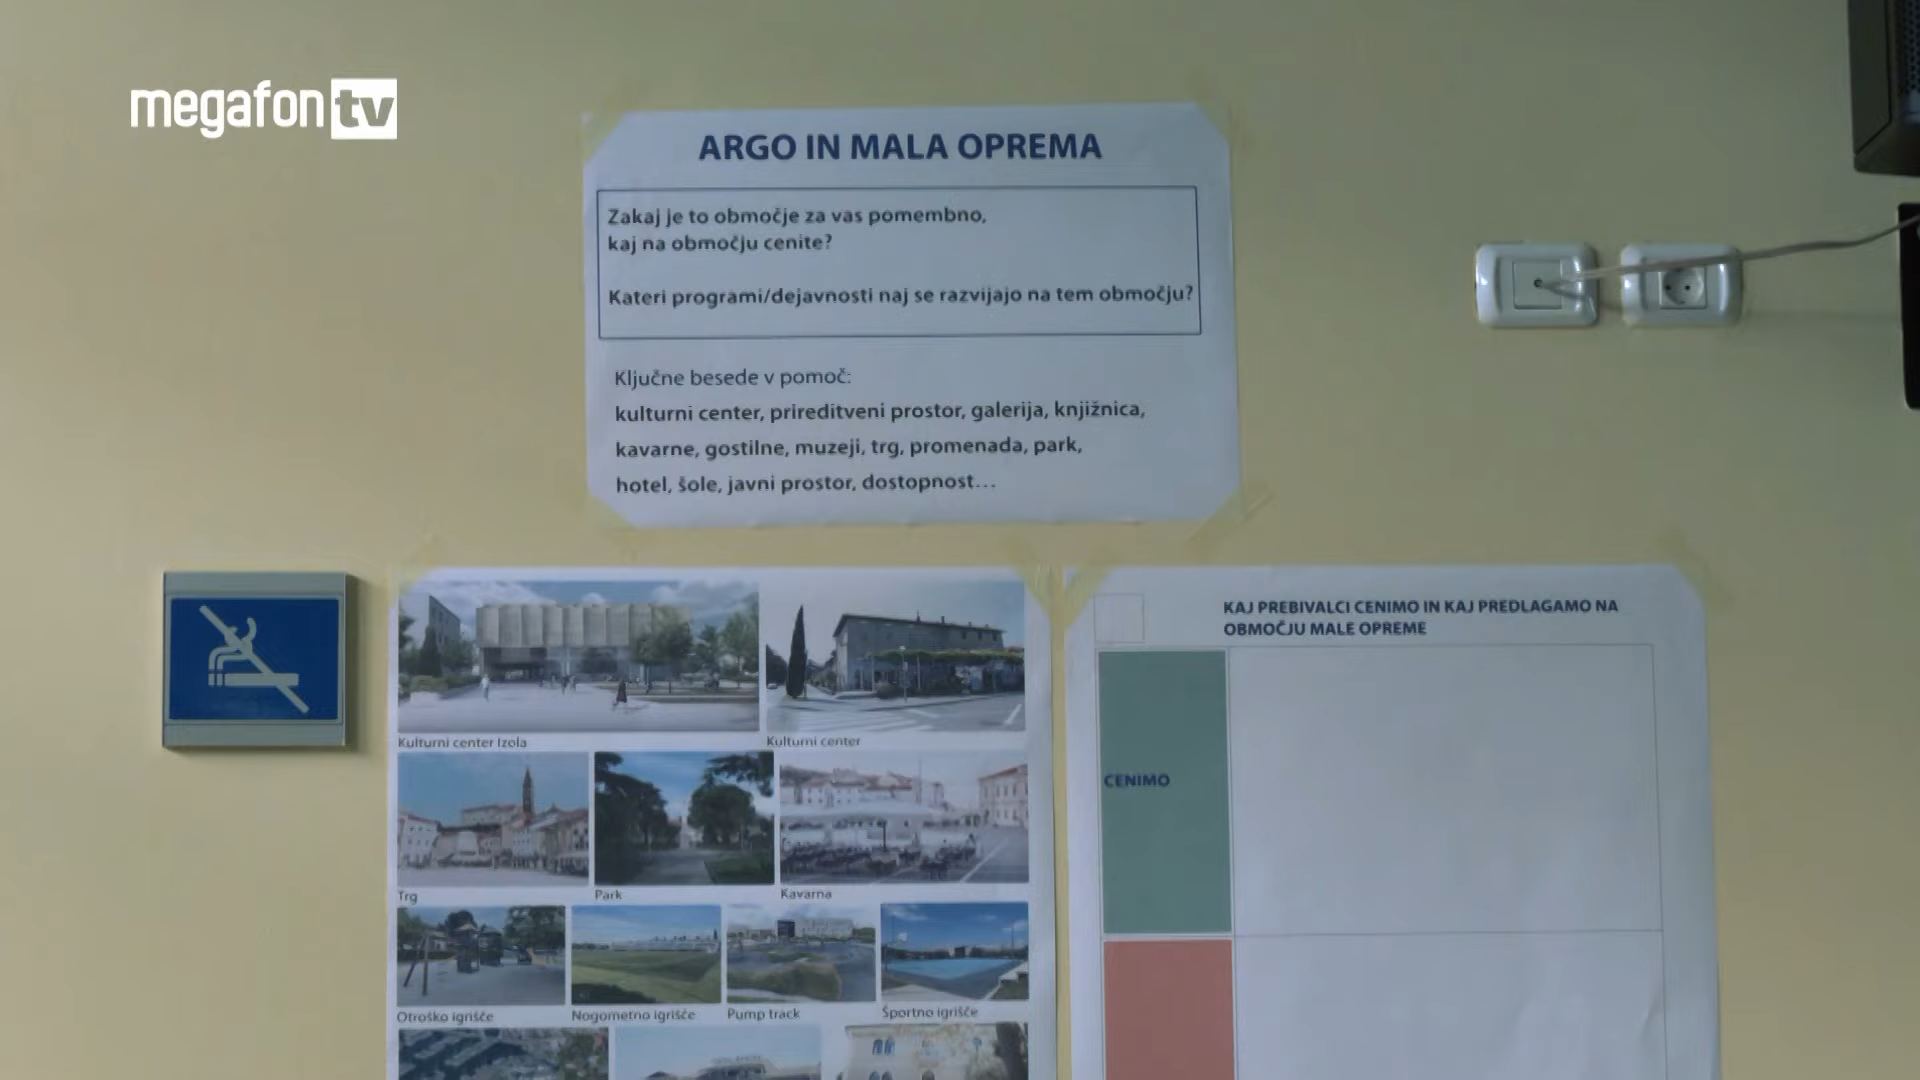 megafon tv
ARGO IN MALA OPREMA
Zakaj je to območje za vas pomembno,
kaj na območju cenite?
Kateri programi/dejavnosti naj se razvijajo na tem območju?
Ključne besede v pomoč:
kulturni center, prireditveni prostor, galerija, knjižnica,
kavarne, gostilne, muzeji, trg, promenada, park,
hotel, šole, javni prostor, dostopnost...
Kulturni center Izola
Kulturni center
Trg
Park
Kavarna
Otroško igrišče
Nogometno igrišče
Pump track
Športno igrišče
KAJ PREBIVALCI CENIMO IN KAJ PREDLAGAMO NA
OBMOČJU MALE OPREME
CENIMO